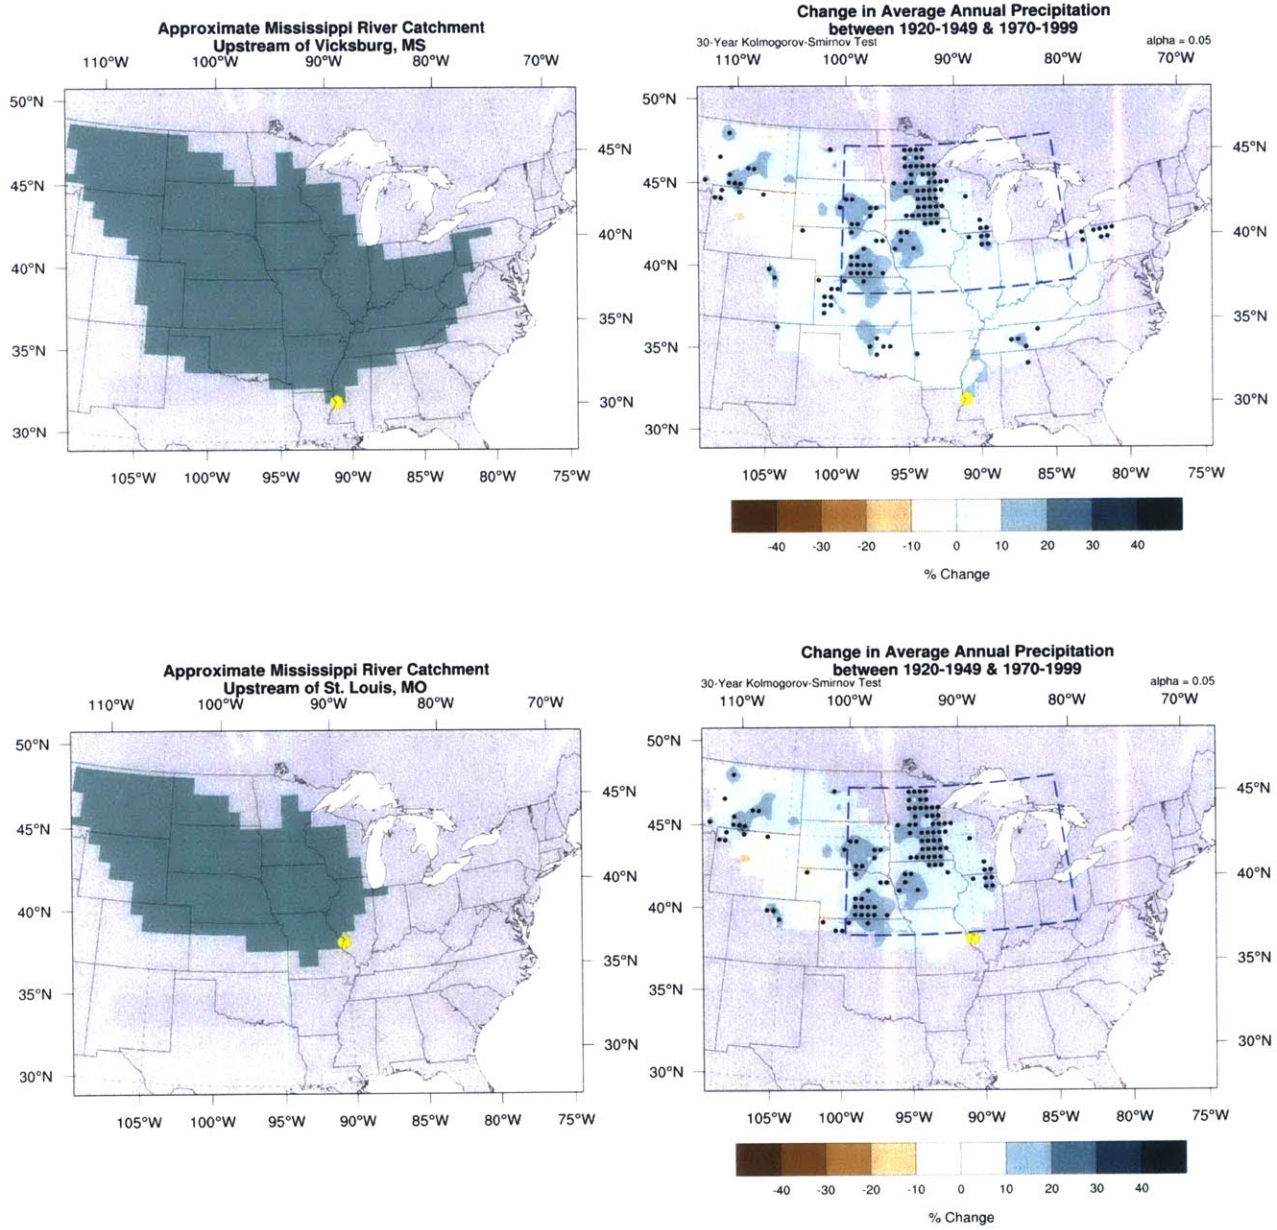 Approximate Mississippi River Catchment
Upstream of Vicksburg, MS
110°W 100°W 90°W 80°W 70°W
50°N
45°N
45°N
40°N
40°N
35°N
35°N
30°N
30°N
105°W 100°W 95°W 90°W 85°W 80°W 75°W
Change in Average Annual Precipitation
between 1920-1949 & 1970-1999
30-Year Kolmogorov-Smirnov Test alpha = 0.05
110°W 100°W 90°W 80°W 70°W
50°N
45°N
45°N
40°N
40°N
35°N
35°N
30°N
30°N
105°W 100°W 95°W 90°W 85°W 80°W 75°W
-40 -30 -20 -10 0 10 20 30 40
% Change
Approximate Mississippi River Catchment
Upstream of St. Louis, MO
110°W 100°W 90°W 80°W 70°W
50°N
45°N
45°N
40°N
40°N
35°N
35°N
30°N
30°N
105°W 100°W 95°W 90°W 85°W 80°W 75°W
Change in Average Annual Precipitation
between 1920-1949 & 1970-1999
30-Year Kolmogorov-Smirnov Test alpha = 0.05
110°W 100°W 90°W 80°W 70°W
50°N
45°N
45°N
40°N
40°N
35°N
35°N
30°N
30°N
105°W 100°W 95°W 90°W 85°W 80°W 75°W
-40 -30 -20 -10 0 10 20 30 40
% Change